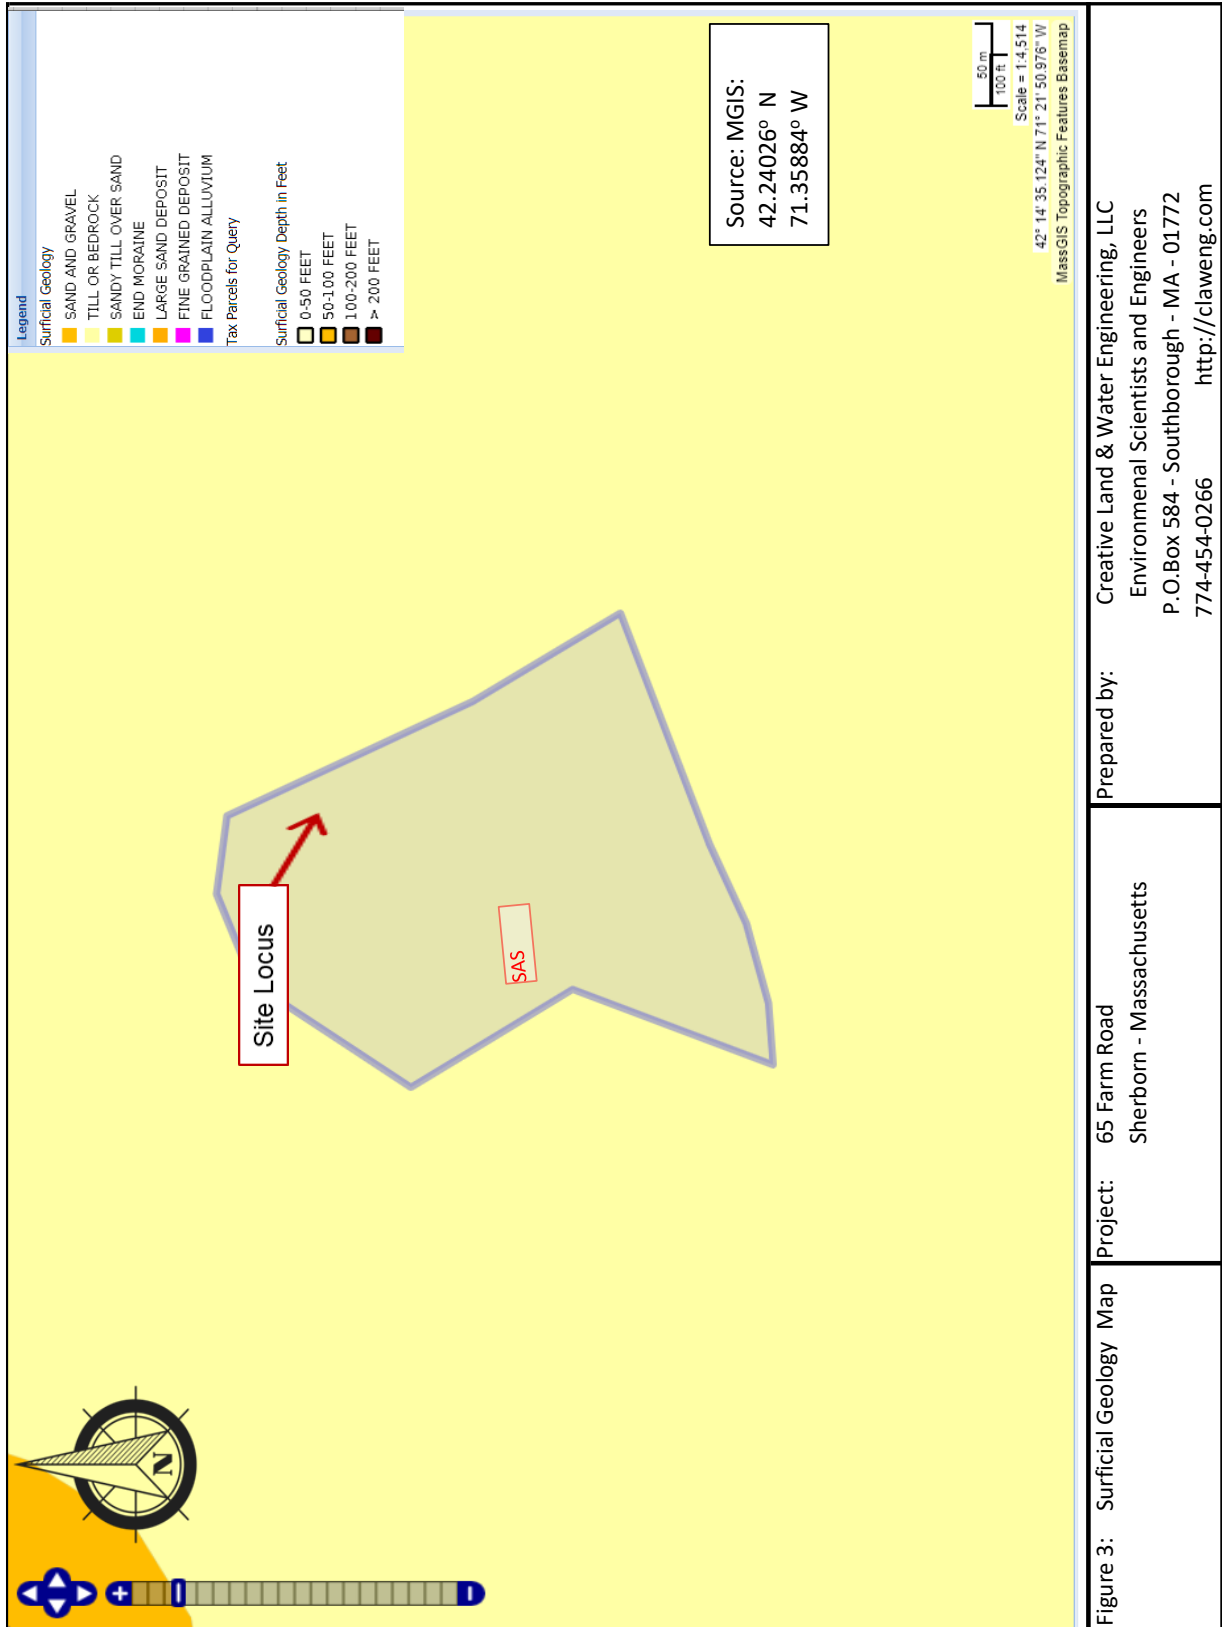 Legend
Surficial Geology
SAND AND GRAVEL
TILL OR BEDROCK
SANDY TILL OVER SAND
END MORAINE
LARGE SAND DEPOSIT
FINE GRAINED DEPOSIT
FLOODPLAIN ALLUVIUM
Tax Parcels for Query
Surficial Geology Depth in Feet
0-50 FEET
50-100 FEET
100-200 FEET
> 200 FEET
N
Site Locus
SAS
Source: MGIS:
42.24026º N
71.35884º W
50 m
100 ft
Scale = 1:4,514
42° 14' 35.124" N 71° 21' 50.976" W
MassGIS Topographic Features Basemap
Figure 3: Surficial Geology Map
Project: 65 Farm Road
Sherborn - Massachusetts
Prepared by: Creative Land & Water Engineering, LLC
Environmenal Scientists and Engineers
P.O.Box 584 - Southborough - MA - 01772
774-454-0266 http://claweng.com